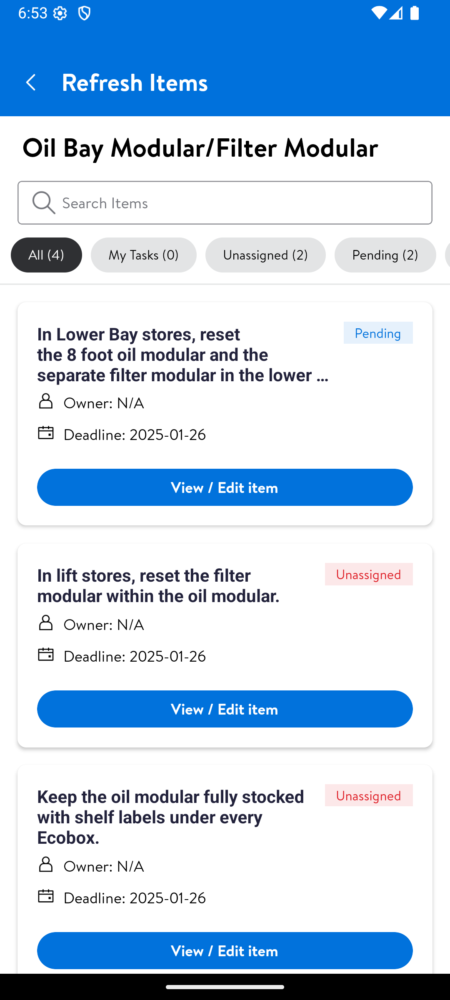 6:53
Refresh Items
Oil Bay Modular/Filter Modular
Search Items
All (4)
My Tasks (0)
Unassigned (2)
Pending (2)
In Lower Bay stores, reset
the 8 foot oil modular and the
separate filter modular in the lower ...
Pending
Owner: N/A
Deadline: 2025-01-26
View / Edit item
In lift stores, reset the filter
modular within the oil modular.
Unassigned
Owner: N/A
Deadline: 2025-01-26
View / Edit item
Keep the oil modular fully stocked
with shelf labels under every
Ecobox.
Unassigned
Owner: N/A
Deadline: 2025-01-26
View / Edit item